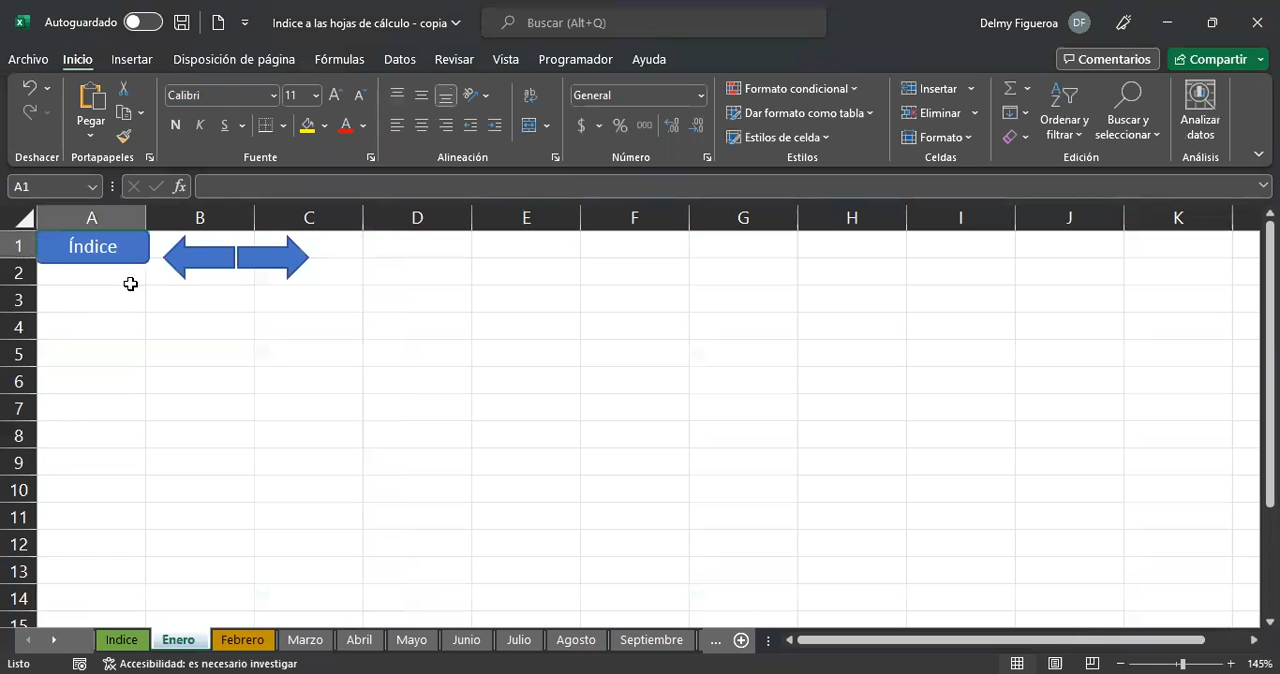 Autoguardado Indice a las hojas de cálculo - copia Buscar (Alt+Q) Delmy Figueroa DF
Archivo Inicio Insertar Disposición de página Fórmulas Datos Revisar Vista Programador Ayuda Comentarios Compartir
Pegar
Calibri 11
N K S
General
$ % 000
Formato condicional
Dar formato como tabla
Estilos de celda
Insertar
Eliminar
Formato
Ordenar y filtrar
Buscar y seleccionar
Analizar datos
Deshacer Portapapeles Fuente Alineación Número Estilos Celdas Edición Análisis
A1 fx
A B C D E F G H I J K
1 Índice
2
3
4
5
6
7
8
9
10
11
12
13
14
15
Indice Enero Febrero Marzo Abril Mayo Junio Julio Agosto Septiembre ...
Listo Accesibilidad: es necesario investigar 145%